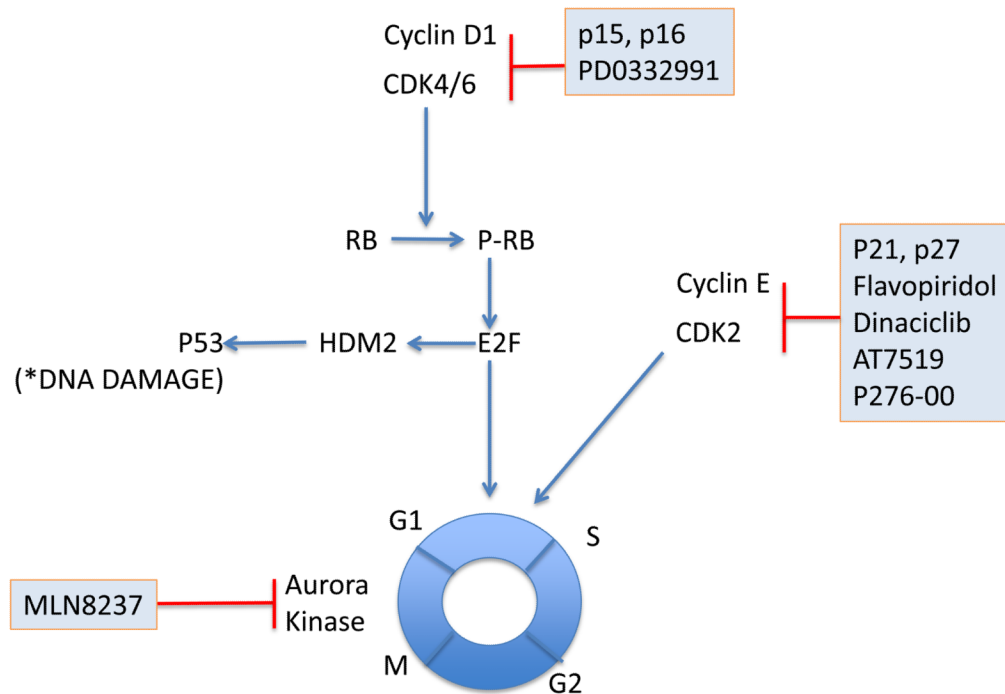 Cyclin D1
CDK4/6
p15, p16
PD0332991
RB
P-RB
P53
(*DNA DAMAGE)
HDM2
E2F
Cyclin E
CDK2
P21, p27
Flavopiridol
Dinaciclib
AT7519
P276-00
G1
S
MLN8237
Aurora
Kinase
M
G2